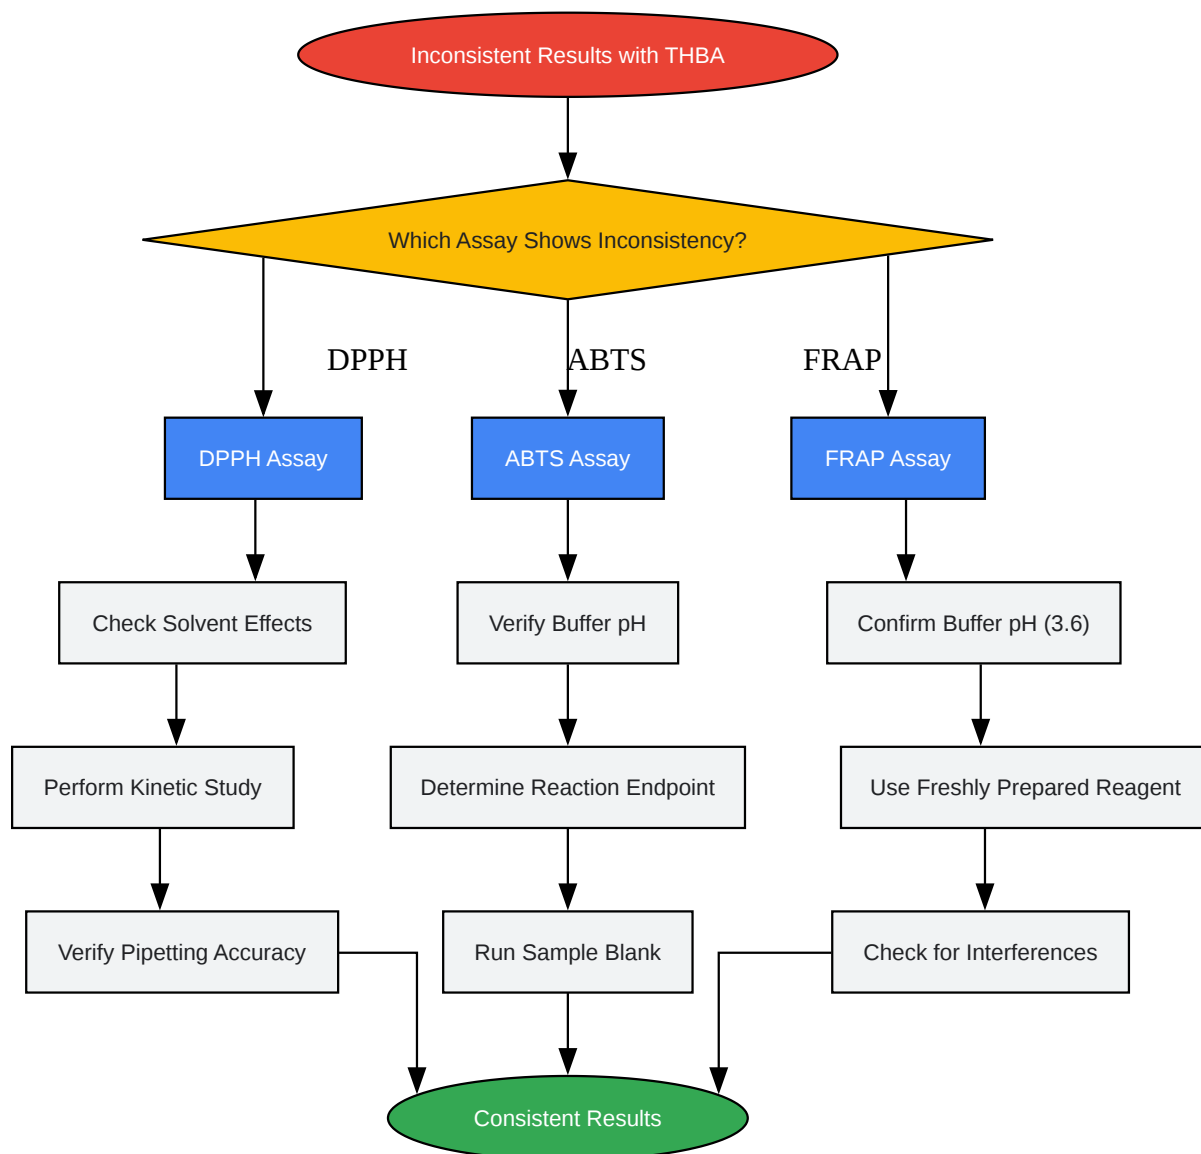 Inconsistent Results with THBA
Which Assay Shows Inconsistency?
DPPH
ABTS
FRAP
DPPH Assay
ABTS Assay
FRAP Assay
Check Solvent Effects
Verify Buffer pH
Confirm Buffer pH (3.6)
Perform Kinetic Study
Determine Reaction Endpoint
Use Freshly Prepared Reagent
Verify Pipetting Accuracy
Run Sample Blank
Check for Interferences
Consistent Results